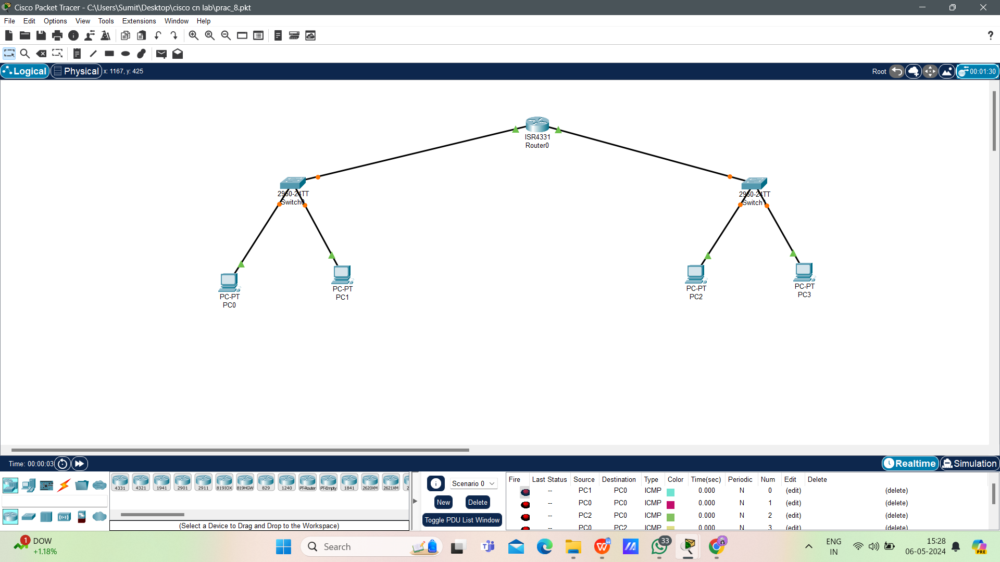 Cisco Packet Tracer - C:\Users\Sumit\Desktop\cisco cn lab\prac_8.pkt
File Edit Options View Tools Extensions Window Help
?
Logical Physical x: 1167, y: 425 Root 00:01:30
ISR4331
Router0
2960-24TT
Switch0
2960-24TT
Switch
PC-PT
PC0
PC-PT
PC1
PC-PT
PC2
PC-PT
PC3
Time: 00:00:03 Realtime Simulation
4331 4321 1941 2901 2911 819IOX 819HGW 829 1240 PT-Router PT-Empty 1841 2620XM 2621XM 2
(Select a Device to Drag and Drop to the Workspace)
Scenario 0
New Delete
Toggle PDU List Window
Fire Last Status Source Destination Type Color Time(sec) Periodic Num Edit Delete
-- PC1 PC0 ICMP 0.000 N 0 (edit) (delete)
-- PC0 PC0 ICMP 0.000 N 1 (edit) (delete)
-- PC2 PC0 ICMP 0.000 N 2 (edit) (delete)
-- PC0 PC2 ICMP 0.000 N 3 (edit) (delete)
1 DOW
+1.18%
Search
33
ENG
IN
15:28
06-05-2024
PRE